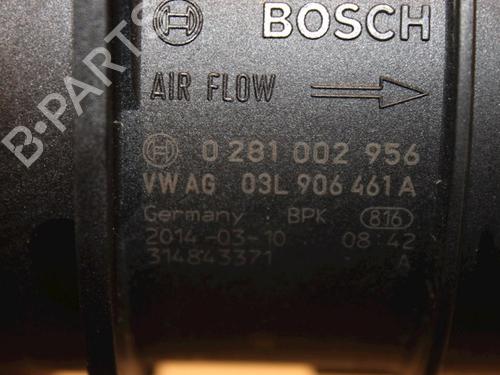 BOSCH
B-PARTS
AIR FLOW
0 281 002 956
VW AG 03L 906 461 A
Germany BPK 816
2014-03-10 08:42
314843371 A